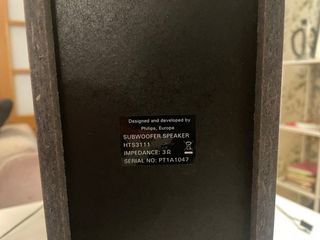 Designed and developed by
Philips, Europe
SUBWOOFER SPEAKER
HTS3111
IMPEDANCE: 3Ω
SERIAL NO: PT1A1047